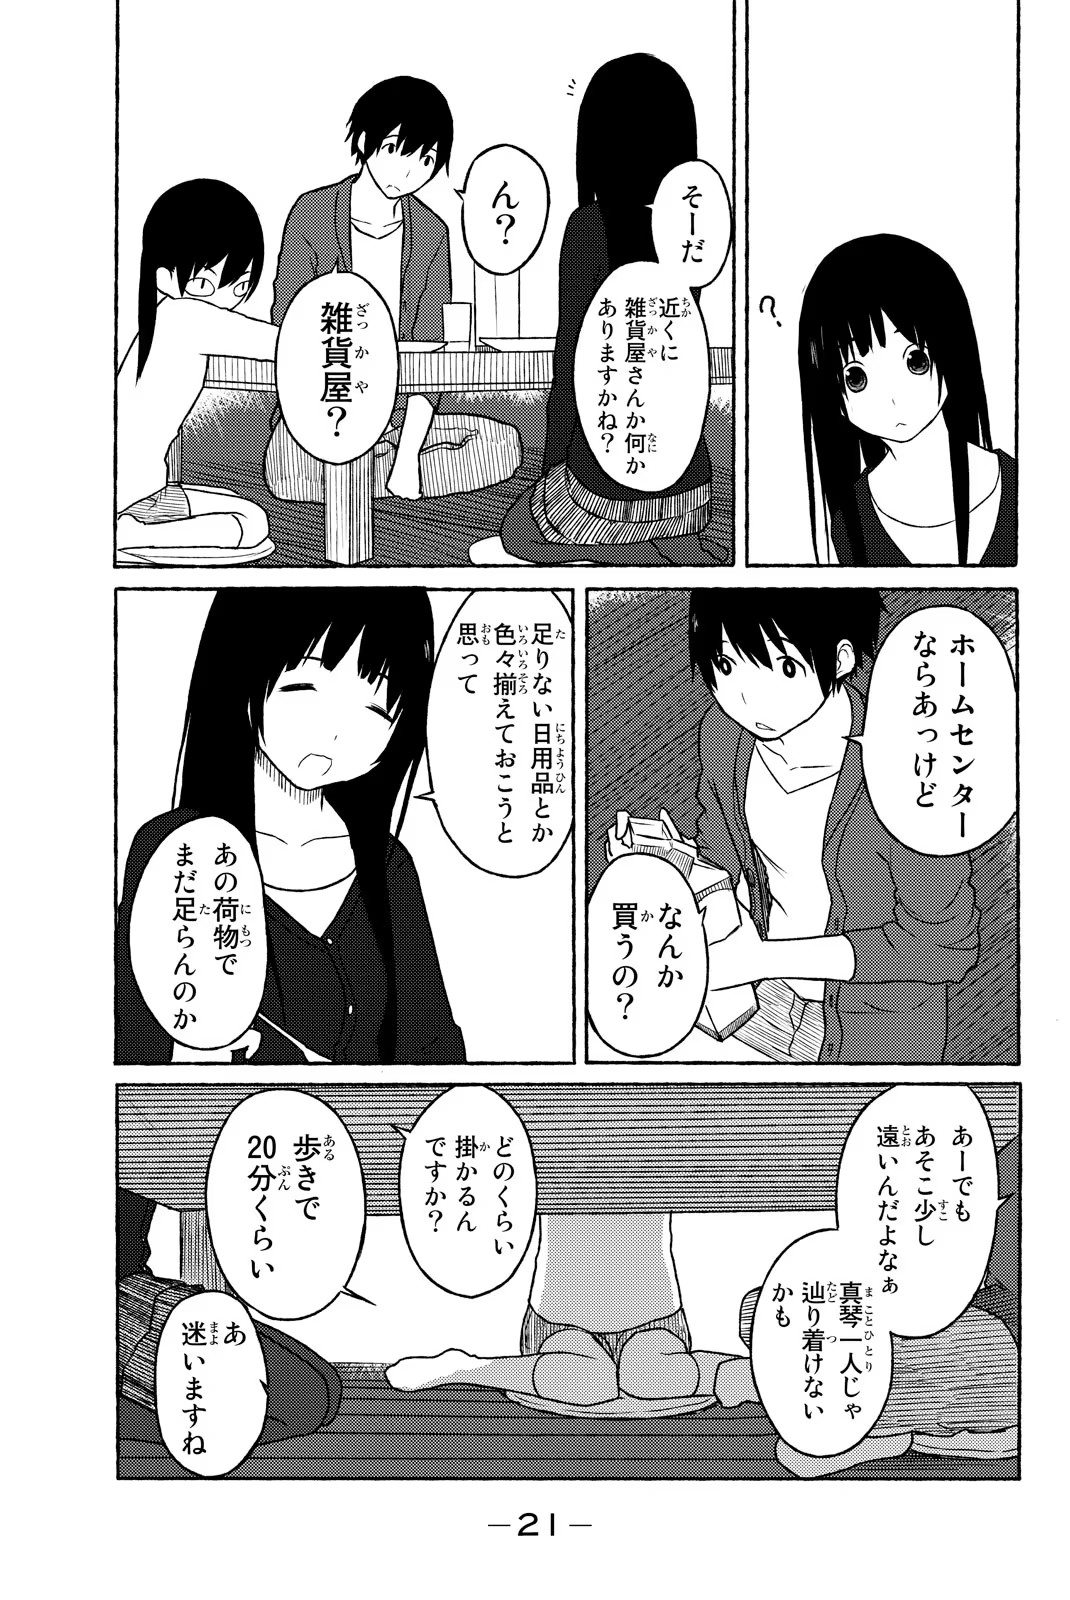 ？
そーだ
近くに
雑貨屋さんか何か
ありますかね？
ん？
雑貨屋？
ホームセンター
ならあっけど
なんか
買うの？
足りない日用品とか
色々揃えておこうと
思って
あの荷物で
まだ足らんのか
あーでも
あそこ少し
遠いんだよなぁ
真琴一人じゃ
辿り着けない
かも
どのくらい
掛かるん
ですか？
歩きで
20分くらい
あ
迷いますね
—21—